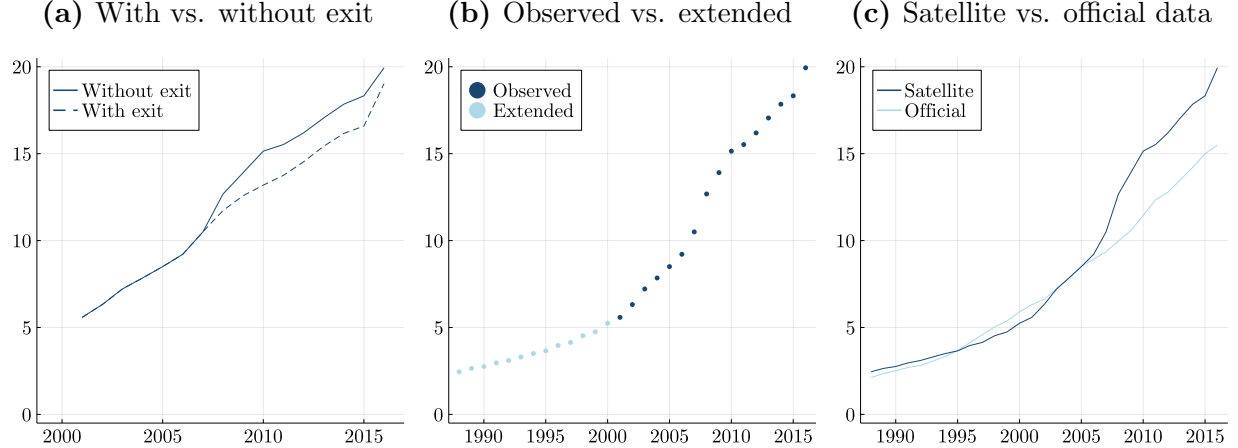 (a) With vs. without exit
20
15
10
5
0
2000 2005 2010 2015
Without exit
With exit
(b) Observed vs. extended
20
15
10
5
0
1990 1995 2000 2005 2010 2015
Observed
Extended
(c) Satellite vs. official data
20
15
10
5
0
1990 1995 2000 2005 2010 2015
Satellite
Official